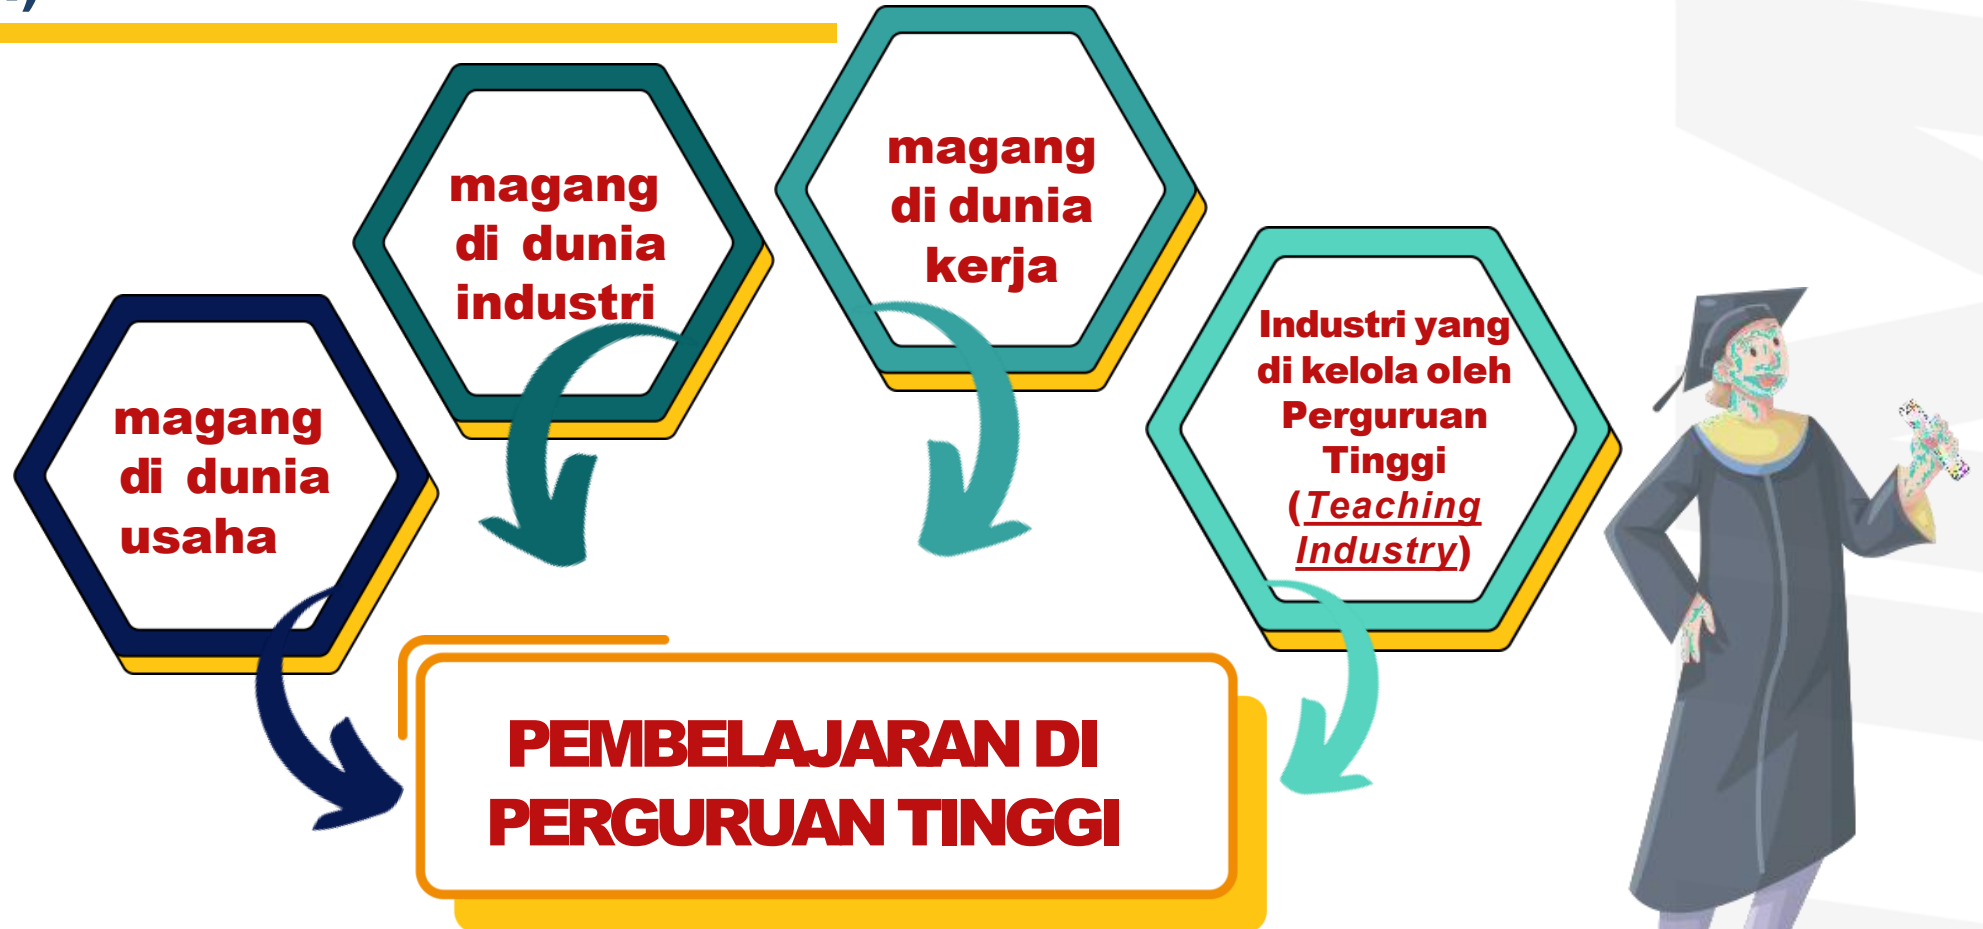 magang
di dunia
usaha
magang
di dunia
industri
magang
di dunia
kerja
Industri yang
di kelola oleh
Perguruan
Tinggi
(Teaching
Industry)
PEMBELAJARAN DI
PERGURUAN TINGGI